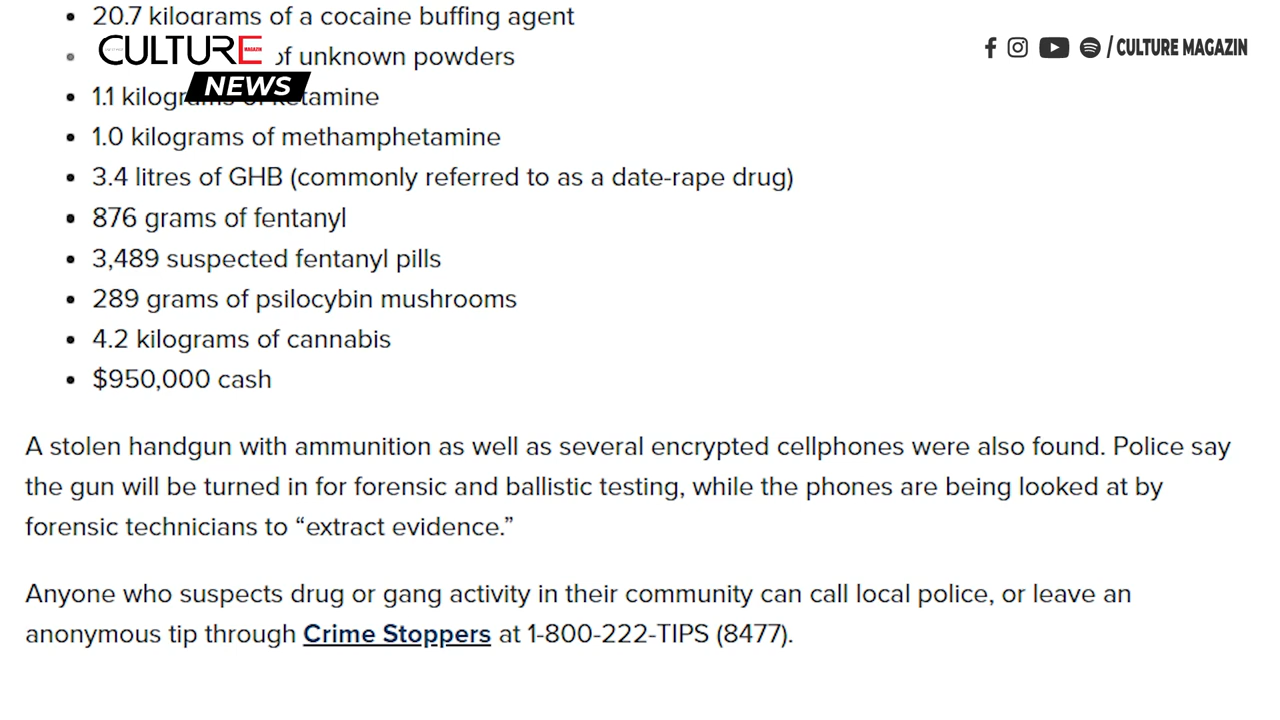 20.7 kilograms of a cocaine buffing agent
CULTURE MAGAZIN
of unknown powders
/ CULTURE MAGAZIN
NEWS
1.1 kilograms of ketamine
1.0 kilograms of methamphetamine
3.4 litres of GHB (commonly referred to as a date-rape drug)
876 grams of fentanyl
3,489 suspected fentanyl pills
289 grams of psilocybin mushrooms
4.2 kilograms of cannabis
$950,000 cash
A stolen handgun with ammunition as well as several encrypted cellphones were also found. Police say
the gun will be turned in for forensic and ballistic testing, while the phones are being looked at by
forensic technicians to “extract evidence.”
Anyone who suspects drug or gang activity in their community can call local police, or leave an
anonymous tip through Crime Stoppers at 1-800-222-TIPS (8477).